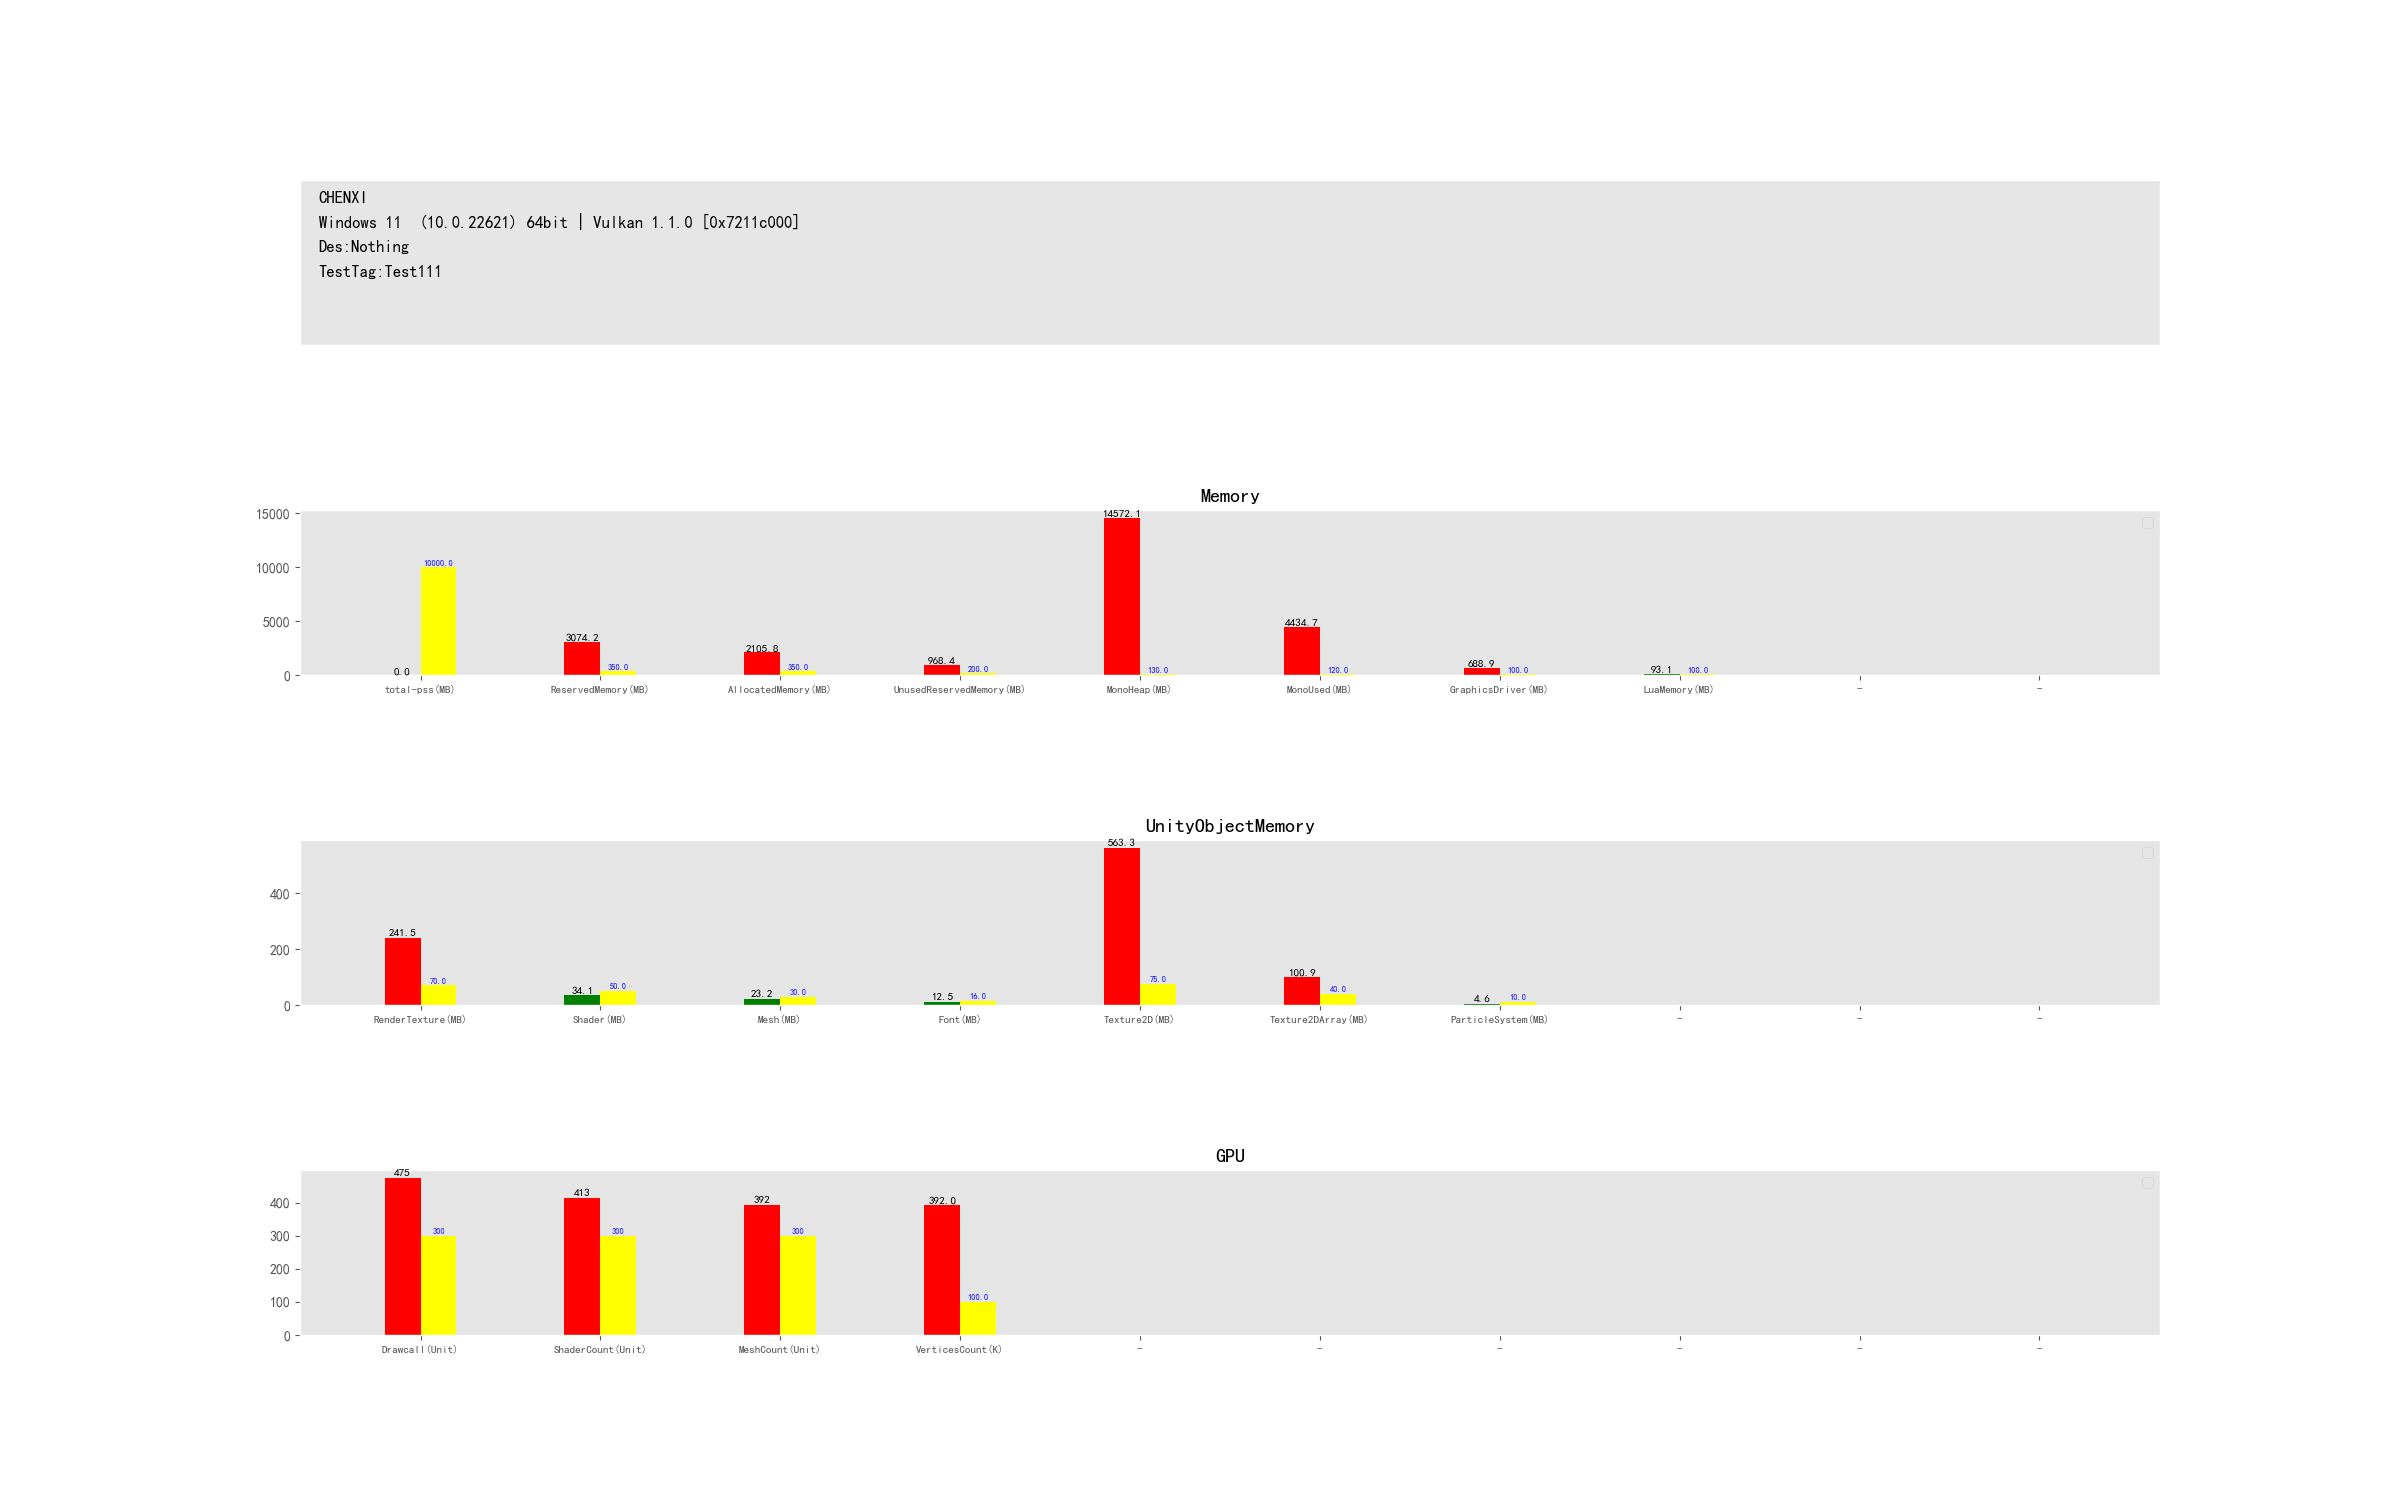 CHENXI
Windows 11  (10.0.22621) 64bit | Vulkan 1.1.0 [0x7211c000]
Des:Nothing
TestTag:Test111
Memory
15000
10000
5000
0
0.0 10000.0 3074.2 350.0 2105.8 350.0 968.4 200.0 14572.1 130.0 4434.7 120.0 688.9 100.0 93.1 100.0
total-pss(MB) ReservedMemory(MB) AllocatedMemory(MB) UnusedReservedMemory(MB) MonoHeap(MB) MonoUsed(MB) GraphicsDriver(MB) LuaMemory(MB) - -
UnityObjectMemory
400
200
0
241.5 70.0 34.1 50.0 23.2 30.0 12.5 16.0 563.3 75.0 100.9 40.0 4.6 10.0
RenderTexture(MB) Shader(MB) Mesh(MB) Font(MB) Texture2D(MB) Texture2DArray(MB) ParticleSystem(MB) - - -
GPU
400
300
200
100
0
475 300 413 300 392 300 392.0 100.0
Drawcall(Unit) ShaderCount(Unit) MeshCount(Unit) VerticesCount(K) - - - - - -